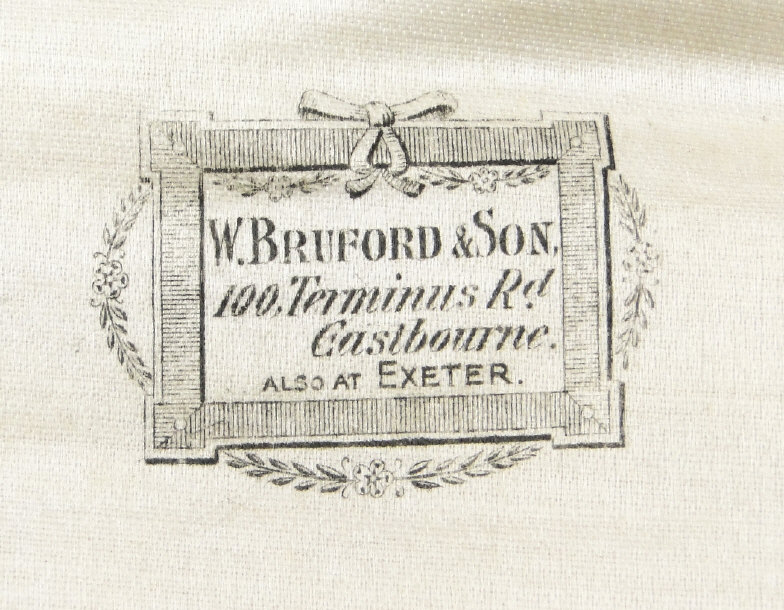 W. BRUFORD & SON,
100, Terminus Rd
Eastbourne.
ALSO AT EXETER.